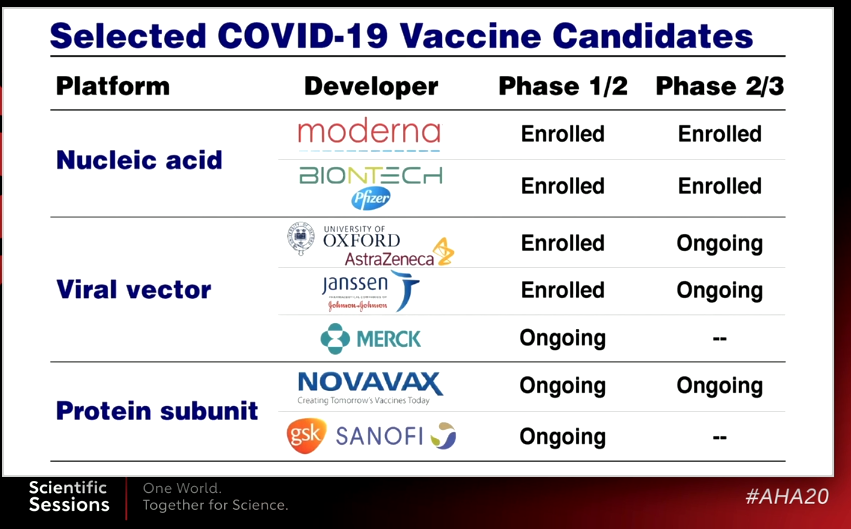 Selected COVID-19 Vaccine Candidates
Platform Developer Phase 1/2 Phase 2/3
Nucleic acid
moderna Enrolled Enrolled
BIONTECH
Pfizer
Enrolled Enrolled
Viral vector
UNIVERSITY OF
OXFORD
AstraZeneca
Enrolled Ongoing
Janssen
Johnson & Johnson
Enrolled Ongoing
MERCK Ongoing --
Protein subunit
NOVAVAX
Creating Tomorrow's Vaccines Today
Ongoing Ongoing
gsk SANOFI Ongoing --
Scientific
Sessions
One World.
Together for Science.
#AHA20